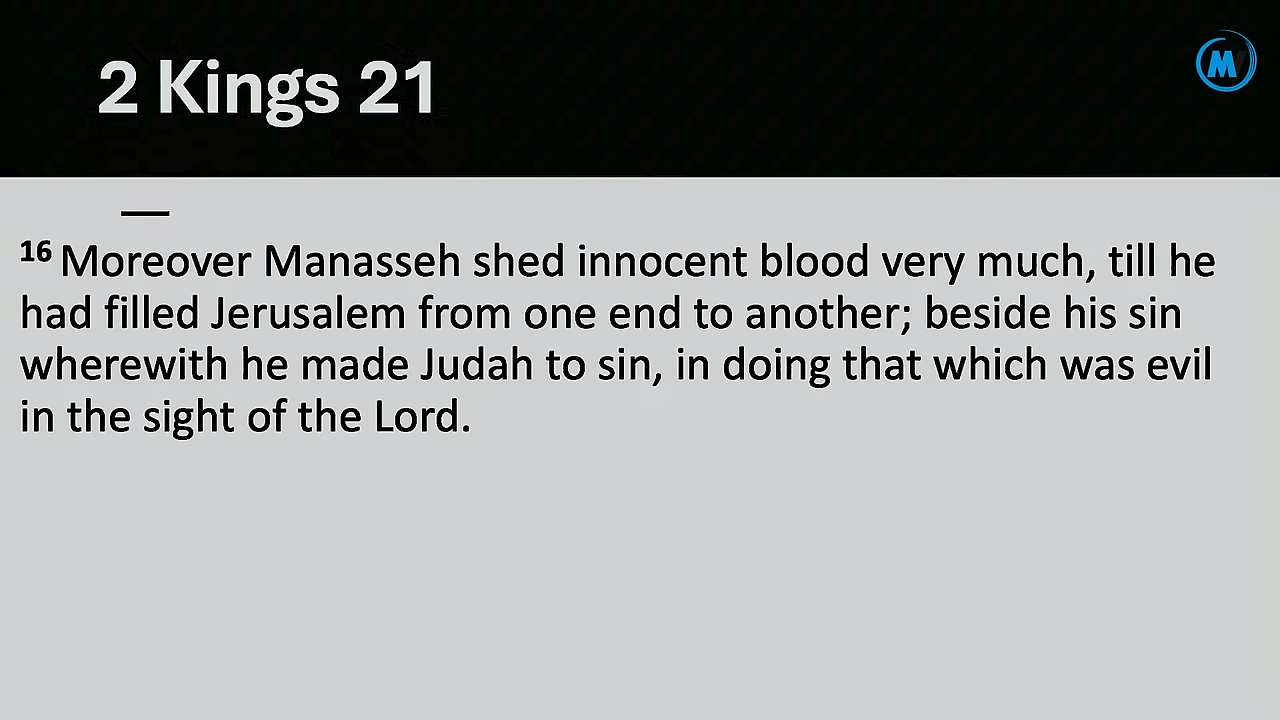 2 Kings 21
M
16 Moreover Manasseh shed innocent blood very much, till he
had filled Jerusalem from one end to another; beside his sin
wherewith he made Judah to sin, in doing that which was evil
in the sight of the Lord.